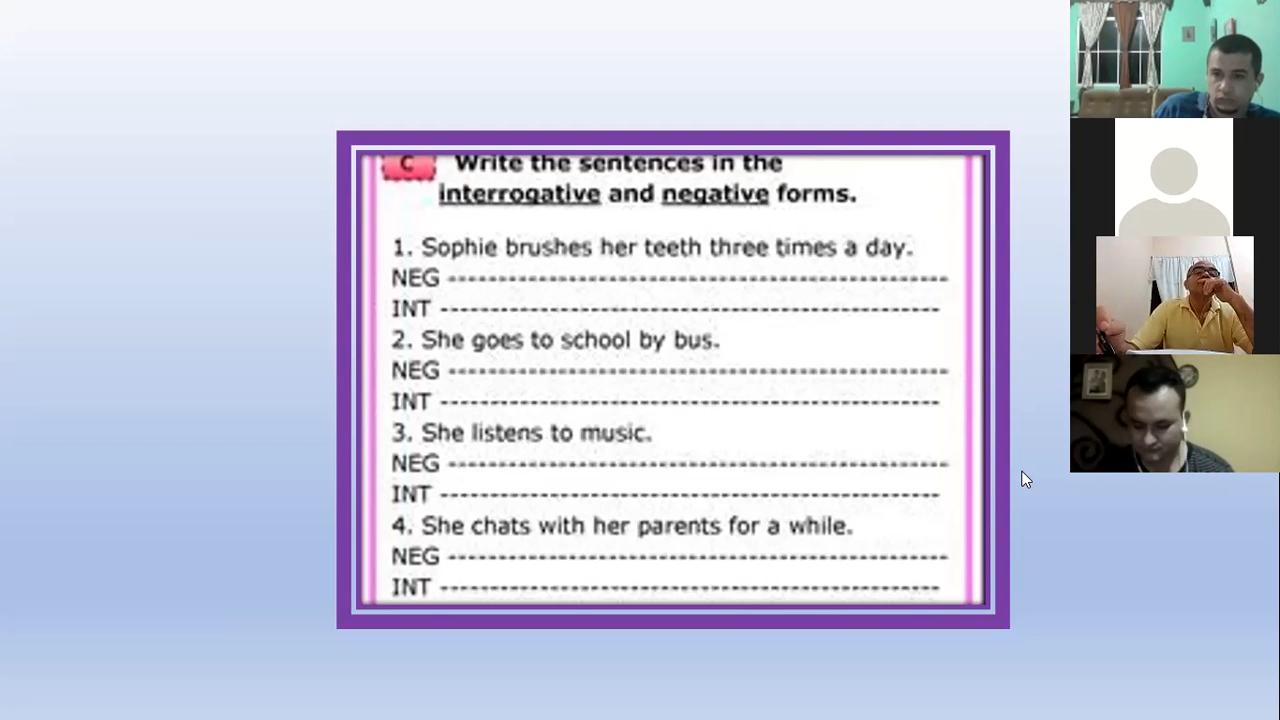 C Write the sentences in the
interrogative and negative forms.
1. Sophie brushes her teeth three times a day.
NEG --------------------------------------------------
INT --------------------------------------------------
2. She goes to school by bus.
NEG --------------------------------------------------
INT --------------------------------------------------
3. She listens to music.
NEG --------------------------------------------------
INT --------------------------------------------------
4. She chats with her parents for a while.
NEG --------------------------------------------------
INT --------------------------------------------------